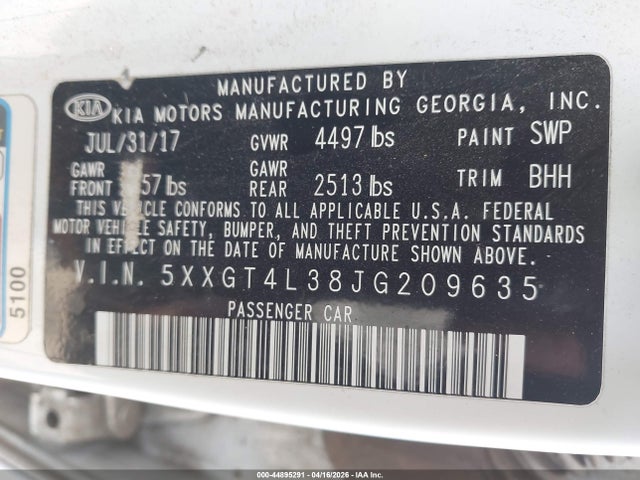 MANUFACTURED BY
KIA KIA MOTORS MANUFACTURING GEORGIA, INC.
JUL/31/17 GVWR 4497 lbs PAINT SWP
GAWR FRONT 57 lbs GAWR REAR 2513 lbs TRIM BHH
THIS VEHICLE CONFORMS TO ALL APPLICABLE U.S.A. FEDERAL
MOTOR VEHICLE SAFETY, BUMPER, AND THEFT PREVENTION STANDARDS
IN EFFECT ON THE DATE OF MANUFACTURE SHOWN ABOVE
V.I.N. 5XXGT4L38JG209635
PASSENGER CAR
5100
000-44895291 - 04/16/2026 - IAA Inc.